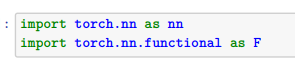 :
import torch.nn as nn
import torch.nn.functional as F